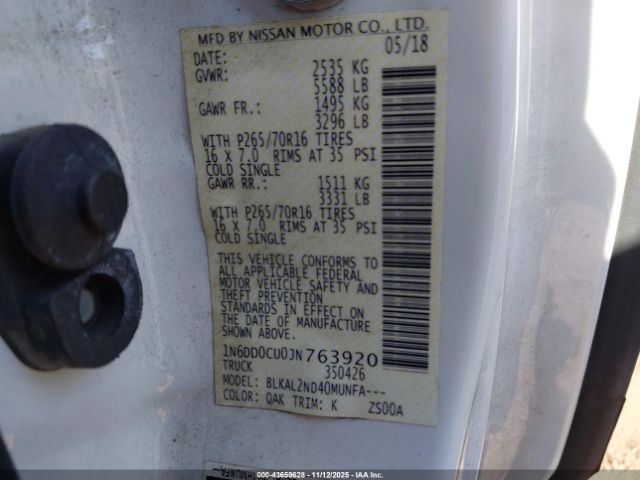 MFD BY NISSAN MOTOR CO., LTD.
DATE: 05/18
GVWR: 2535 KG
5588 LB
GAWR FR.: 1495 KG
3296 LB
WITH P265/70R16 TIRES
16 X 7.0 RIMS AT 35 PSI
COLD SINGLE
GAWR RR.: 1511 KG
3331 LB
WITH P265/70R16 TIRES
16 X 7.0 RIMS AT 35 PSI
COLD SINGLE
THIS VEHICLE CONFORMS TO
ALL APPLICABLE FEDERAL
MOTOR VEHICLE SAFETY AND
THEFT PREVENTION
STANDARDS IN EFFECT ON
THE DATE OF MANUFACTURE
SHOWN ABOVE.
1N6DD0CU0JN763920
TRUCK 350426
MODEL: BLKAL2ND40MUNFA---
COLOR: QAK TRIM: K ZS00A
© IAA 00-43659628 - 11/12/2025 - copart